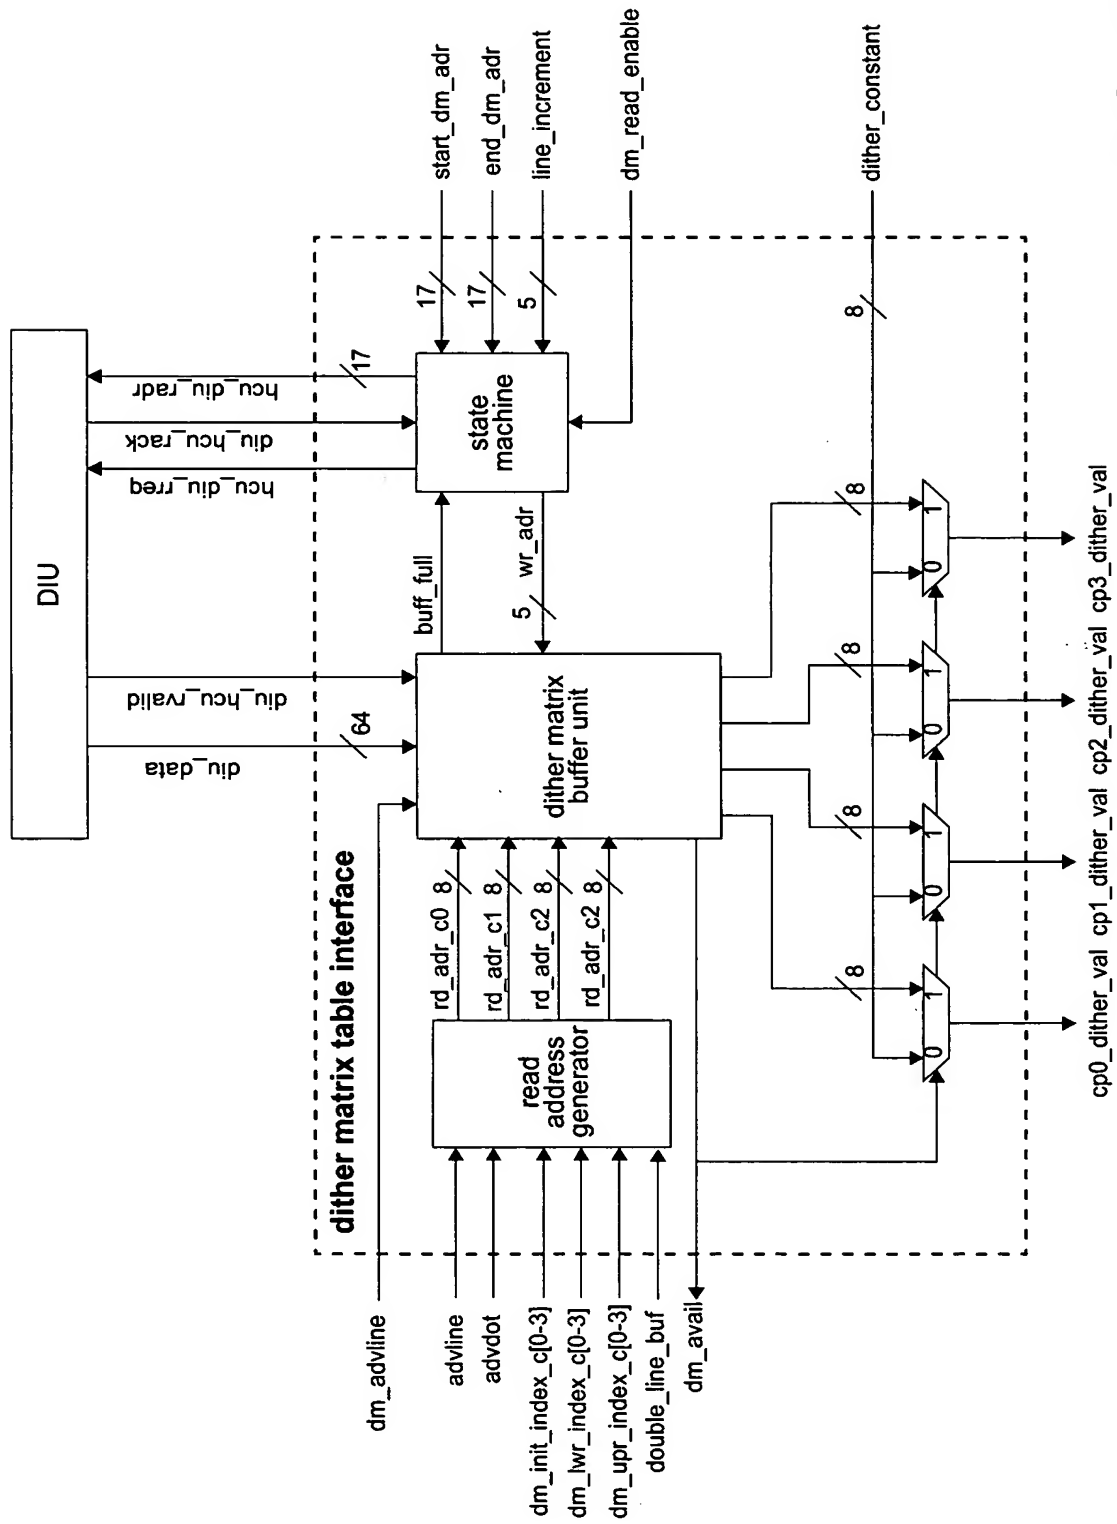 DIU
diu_data
64
diu_hcu_rvalid
hcu_diu_rreq
diu_hcu_rack
hcu_diu_radr
17
dither matrix table interface
dm_advline
advline
advdot
dm_init_index_c[0-3]
dm_lwr_index_c[0-3]
dm_upr_index_c[0-3]
double_line_buf
dm_avail
read
address
generator
rd_adr_c0
8
rd_adr_c1
8
rd_adr_c2
8
rd_adr_c2
8
dither matrix
buffer unit
buff_full
wr_adr
5
state
machine
17
start_dm_adr
17
end_dm_adr
5
line_increment
dm_read_enable
8
dither_constant
8
8
8
8
0
1
0
1
0
1
0
1
cp0_dither_val cp1_dither_val cp2_dither_val cp3_dither_val